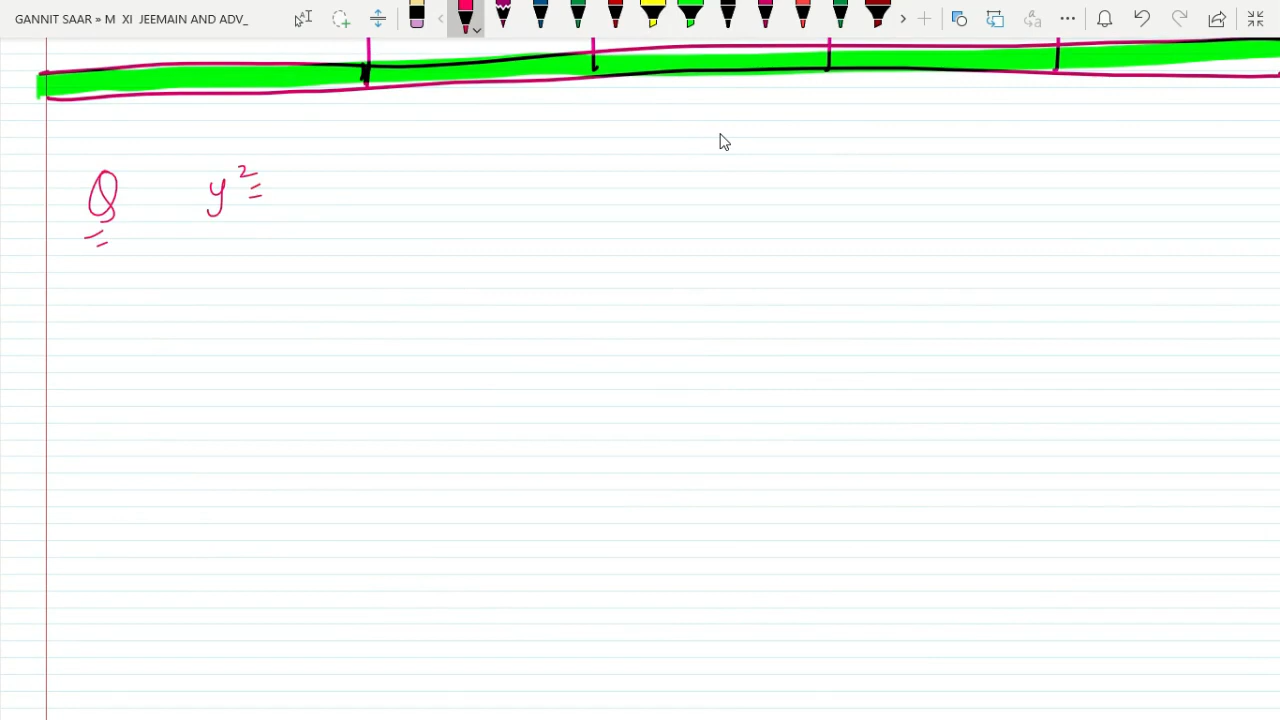 GANNIT SAAR » M XI JEEMAIN AND ADV_
Q y² =